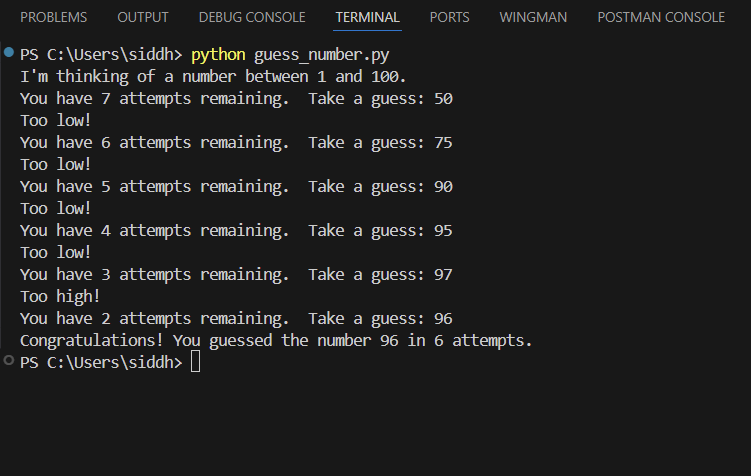 PROBLEMS OUTPUT DEBUG CONSOLE TERMINAL PORTS WINGMAN POSTMAN CONSOLE
PS C:\Users\siddh> python guess_number.py
I'm thinking of a number between 1 and 100.
You have 7 attempts remaining.  Take a guess: 50
Too low!
You have 6 attempts remaining.  Take a guess: 75
Too low!
You have 5 attempts remaining.  Take a guess: 90
Too low!
You have 4 attempts remaining.  Take a guess: 95
Too low!
You have 3 attempts remaining.  Take a guess: 97
Too high!
You have 2 attempts remaining.  Take a guess: 96
Congratulations! You guessed the number 96 in 6 attempts.
PS C:\Users\siddh>